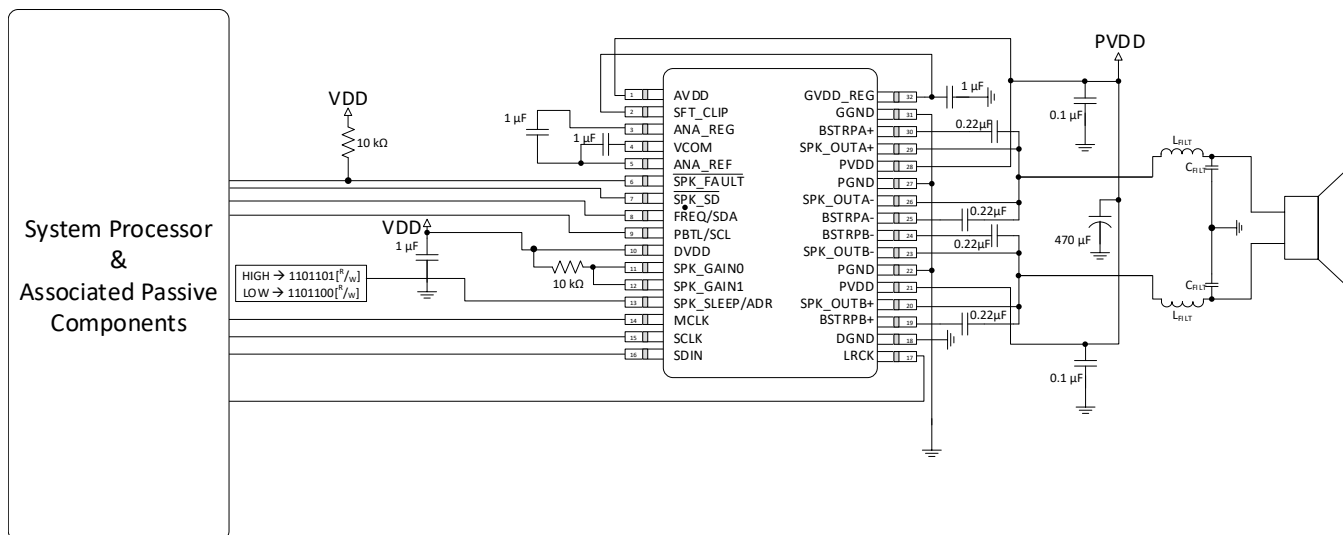 System Processor
&
Associated Passive
Components
VDD
10 kΩ
VDD
1 µF
HIGH → 1101101[R/W]
LOW → 1101100[R/W]
1 µF
1 µF
10 kΩ
1 AVDD
2 SFT_CLIP
3 ANA_REG
4 VCOM
5 ANA_REF
6 SPK_FAULT
7 SPK_SD
8 FREQ/SDA
9 PBTL/SCL
10 DVDD
11 SPK_GAIN0
12 SPK_GAIN1
13 SPK_SLEEP/ADR
14 MCLK
15 SCLK
16 SDIN
GVDD_REG 32
GGND 31
BSTRPA+ 30
SPK_OUTA+ 29
PVDD 28
PGND 27
SPK_OUTA- 26
BSTRPA- 25
BSTRPB- 24
SPK_OUTB- 23
PGND 22
PVDD 21
SPK_OUTB+ 20
BSTRPB+ 19
DGND 18
LRCK 17
1 µF
0.22µF
0.22µF
0.22µF
0.22µF
PVDD
0.1 µF
470 µF
0.1 µF
LFILT
CFILT
CFILT
LFILT